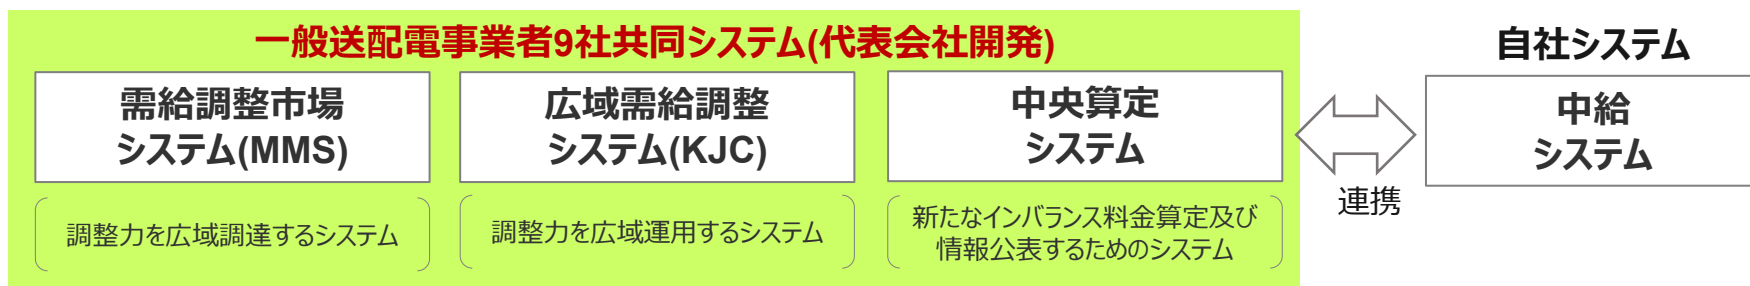 一般送配電事業者9社共同システム(代表会社開発)
自社システム
需給調整市場
システム(MMS)
広域需給調整
システム(KJC)
中央算定
システム
中給
システム
連携
調整力を広域調達するシステム
調整力を広域運用するシステム
新たなインバランス料金算定及び
情報公表するためのシステム